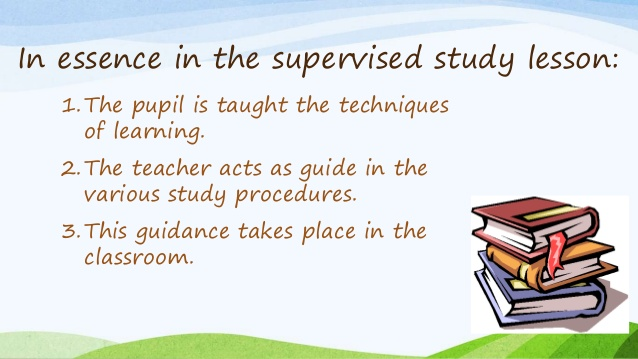 In essence in the supervised study lesson:
1. The pupil is taught the techniques
of learning.
2. The teacher acts as guide in the
various study procedures.
3. This guidance takes place in the
classroom.